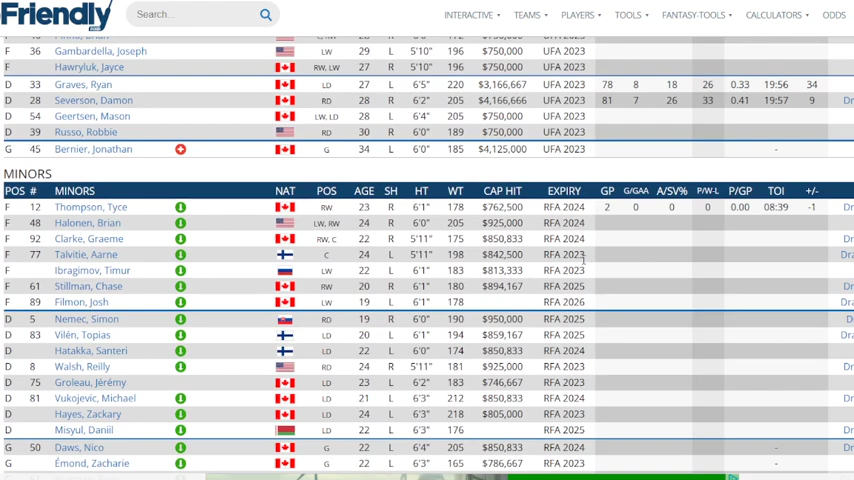 Friendly Search... INTERACTIVE TEAMS PLAYERS TOOLS FANTASY-TOOLS CALCULATORS ODDS
F 36 Gambardella, Joseph LW 29 L 5'10" 196 $750,000 UFA 2023
F Hawryluk, Jayce RW, LW 27 R 5'10" 196 $750,000 UFA 2023
D 33 Graves, Ryan LD 27 L 6'5" 220 $3,166,667 UFA 2023 78 8 18 26 0.33 19:56 34
D 28 Severson, Damon RD 28 R 6'2" 205 $4,166,666 UFA 2023 81 7 26 33 0.41 19:57 9 Dr
D 54 Geertsen, Mason LW, LD 28 L 6'4" 208 $750,000 UFA 2023
D 39 Russo, Robbie RD 30 R 6'0" 189 $750,000 UFA 2023
G 45 Bernier, Jonathan G 34 L 6'0" 185 $4,125,000 UFA 2023 -
MINORS
POS # MINORS NAT POS AGE SH HT WT CAP HIT EXPIRY GP G/GAA A/SV% P/W-L P/GP TOI +/-
F 12 Thompson, Tyce RW 23 R 6'1" 178 $762,500 RFA 2024 2 0 0 0 0.00 08:39 -1 Dr
F 48 Halonen, Brian LW, RW 24 R 6'0" 205 $925,000 RFA 2024
F 92 Clarke, Graeme RW, C 22 R 5'11" 175 $850,833 RFA 2024 Dr
F 77 Talvitie, Aarne C 24 L 5'11" 198 $842,500 RFA 2023 Dra
F Ibragimov, Timur LW 22 L 6'1" 183 $813,333 RFA 2023
F 61 Stillman, Chase RW 20 R 6'1" 180 $894,167 RFA 2025 Dr
F 89 Filmon, Josh LW 19 L 6'1" 178 RFA 2026
D 5 Nemec, Simon RD 19 R 6'0" 190 $950,000 RFA 2025 D
D 83 Vilén, Topias LD 20 L 6'1" 194 $859,167 RFA 2025 Dr
D Hatakka, Santeri LD 22 L 6'0" 174 $850,833 RFA 2024
D 8 Walsh, Reilly RD 24 R 5'11" 181 $925,000 RFA 2023 Dr
D 75 Groleau, Jérémy LD 23 L 6'2" 183 $746,667 RFA 2023
D 81 Vukojevic, Michael LD 21 L 6'3" 212 $850,834 RFA 2024 Dr
D Hayes, Zackary LD 24 L 6'3" 218 $805,000 RFA 2023
D Misyul, Daniil LD 22 L 6'3" 176 RFA 2025
G 50 Daws, Nico G 22 L 6'4" 205 $850,833 RFA 2024 - Dr
G Émond, Zacharie G 22 L 6'3" 165 $786,667 RFA 2023 -